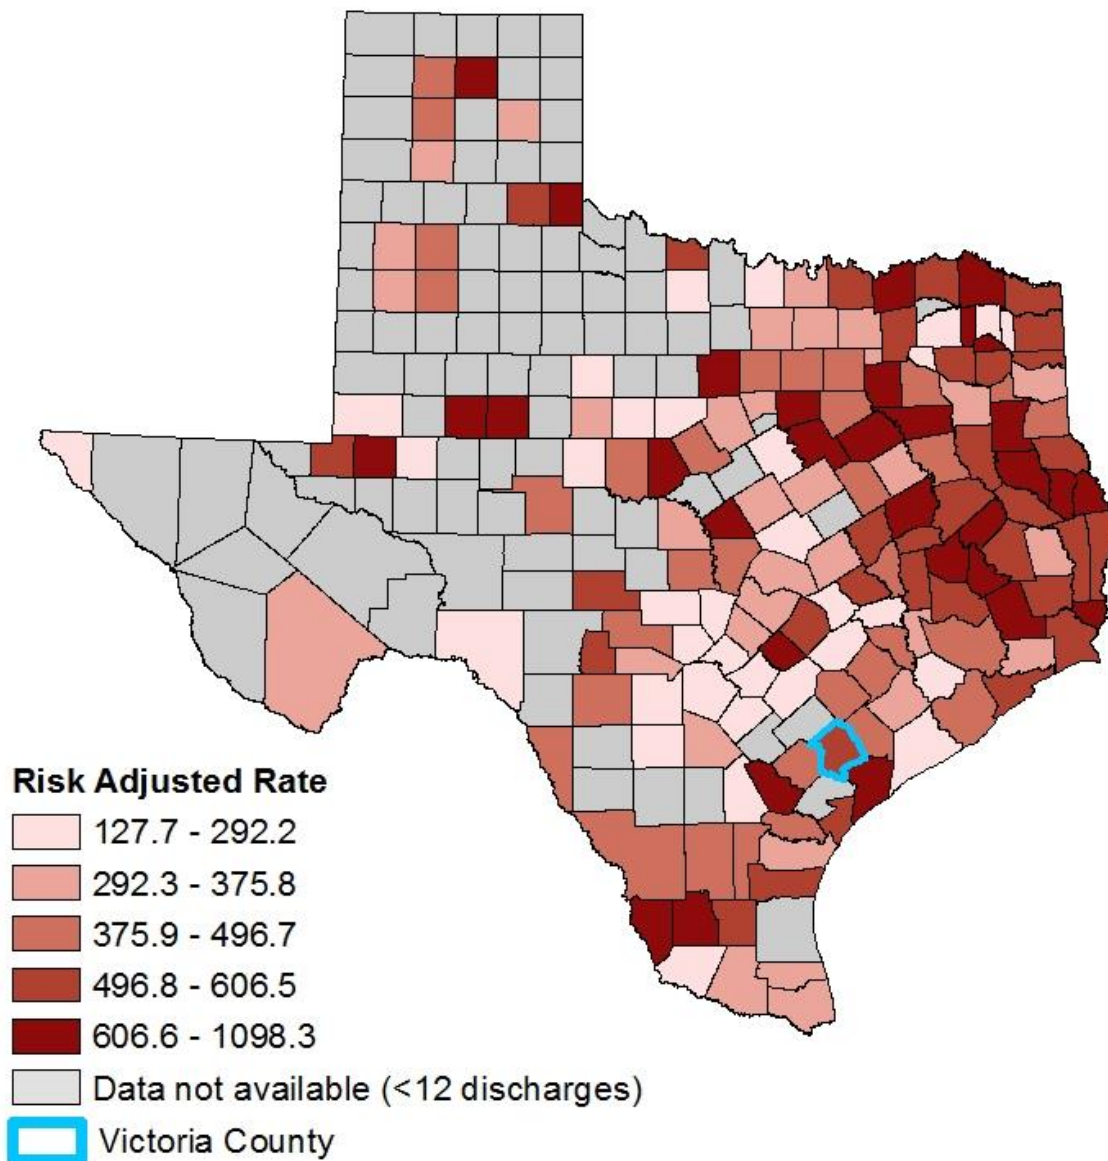 Risk Adjusted Rate
127.7 - 292.2
292.3 - 375.8
375.9 - 496.7
496.8 - 606.5
606.6 - 1098.3
Data not available (<12 discharges)
Victoria County